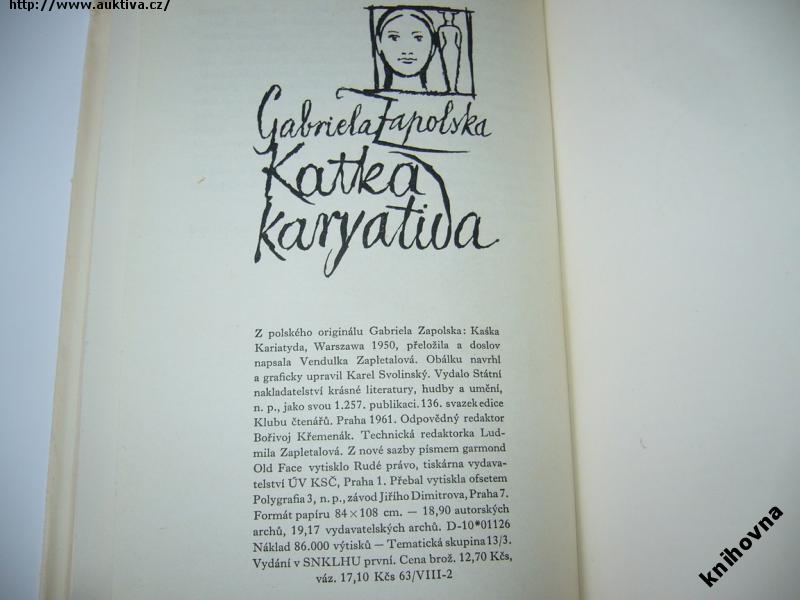 http://www.auktiva.cz/
Gabriela Zapolska
Katka
karyatida
Z polského originálu Gabriela Zapolska: Kaśka
Kariatyda, Warszawa 1950, přeložila a doslov
napsala Vendulka Zapletalová. Obálku navrhl
a graficky upravil Karel Svolinský. Vydalo Státní
nakladatelství krásné literatury, hudby a umění,
n. p., jako svou 1.257. publikaci. 136. svazek edice
Klubu čtenářů. Praha 1961. Odpovědný redaktor
Bořivoj Křemenák. Technická redaktorka Lud-
mila Zapletalová. Z nové sazby písmem garmond
Old Face vytisklo Rudé právo, tiskárna vydava-
telství ÚV KSČ, Praha 1. Přebal vytiskla ofsetem
Polygrafia 3, n. p., závod Jiřího Dimitrova, Praha 7.
Formát papíru 84 × 108 cm. — 18,90 autorských
archů, 19,17 vydavatelských archů. D-10*01126
Náklad 86.000 výtisků — Tematická skupina 13/3.
Vydání v SNKLHU první. Cena brož. 12,70 Kčs,
váz. 17,10 Kčs 63/VIII-2
knihovna